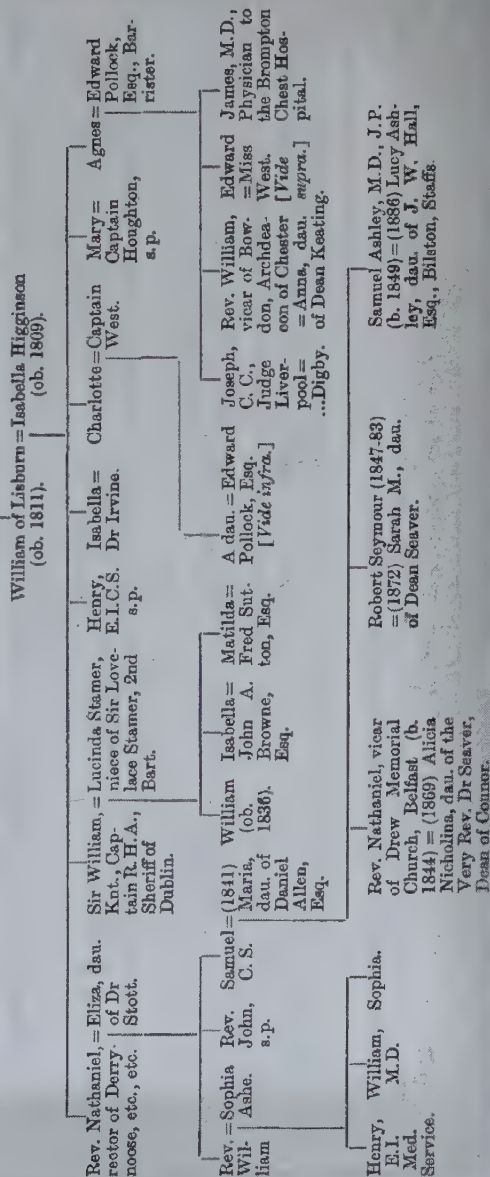 William of Lisburn = Isabella Higginson
(ob. 1811). (ob. 1809).
Rev. Nathaniel, = Eliza, dau.
rector of Derry- of Dr
noose, etc., etc. Stott.
Sir William, = Lucinda Stamer,
Knt., Cap- niece of Sir Love-
tain R.H.A., lace Stamer, 2nd
Sheriff of Bart.
Dublin.
Henry,
E.I.C.S.
s.p.
Isabella =
Dr Irvine.
Charlotte = Captain
West.
Mary =
Captain
Houghton,
s.p.
Agnes = Edward
Pollock,
Esq., Bar-
rister.
Rev. = Sophia
Wil- Ashe.
liam
Rev.
John,
s.p.
Samuel = (1841)
C. S. Maria,
dau. of
Daniel
Allen,
Esq.
William
(ob.
1836).
Isabella =
John A.
Browne,
Esq.
Matilda =
Fred Sut-
ton, Esq.
A dau. = Edward
Pollock, Esq.
[Vide infra.]
Joseph,
C. C.,
Judge
Liver-
pool =
...Digby.
Rev. William,
vicar of Bow-
don, Archdea-
con of Chester
= Anna, dau.
of Dean Keating.
Edward
= Miss
West.
[Vide
supra.]
James, M.D.,
Physician to
the Brompton
Chest Hos-
pital.
Henry,
E.I.
Med.
Service.
William,
M.D.
Sophia.
Rev. Nathaniel, vicar
of Drew Memorial
Church, Belfast (b.
1844) = (1869) Alicia
Nicholina, dau. of the
Very Rev. Dr Seaver,
Dean of Connor.
Robert Seymour (1847-83)
= (1872) Sarah M., dau.
of Dean Seaver.
Samuel Ashley, M.D., J.P.
(b. 1849) = (1886) Lucy Ash-
ley, dau. of J. W. Hall,
Esq., Bilston, Staffs.